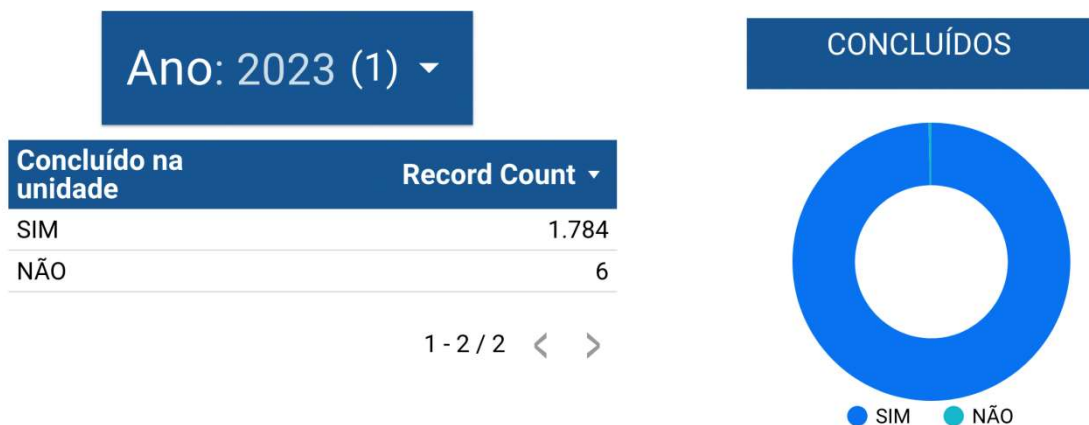 Ano: 2023 (1)
CONCLUÍDOS
Concluído na
unidade
Record Count
SIM 1.784
NÃO 6
1 - 2 / 2
SIM NÃO